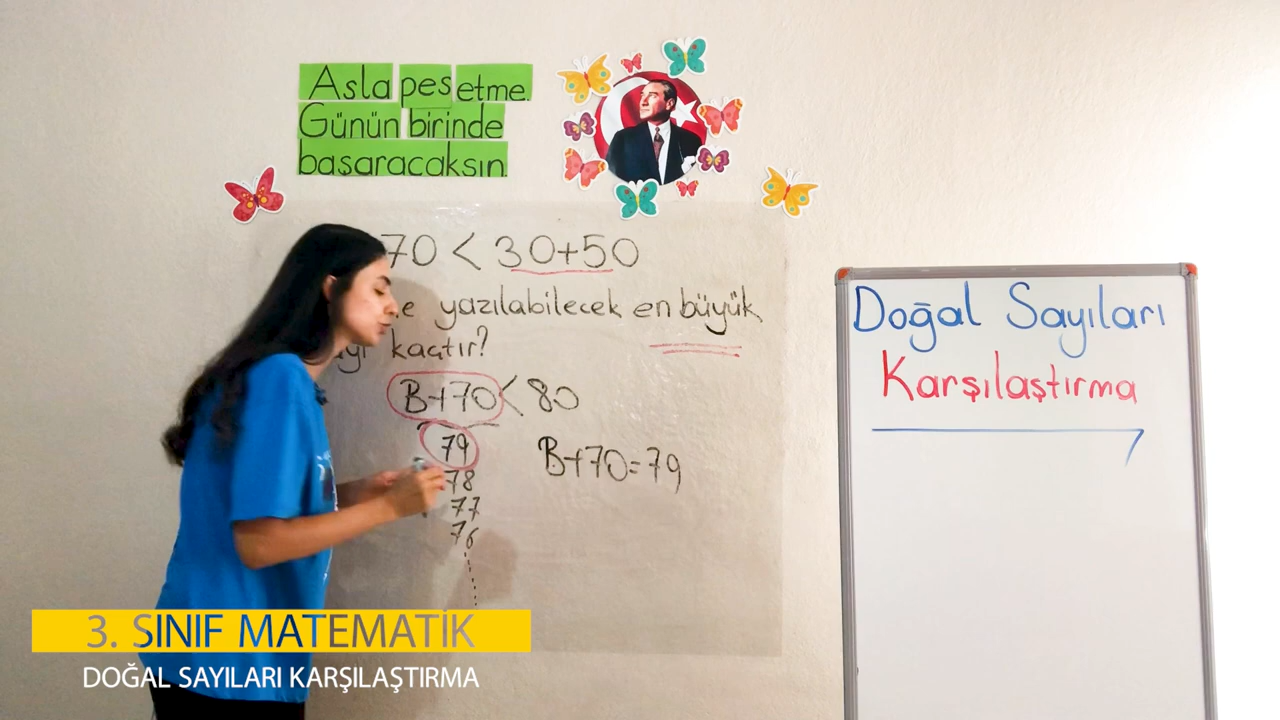 Asla pes etme.
Günün birinde
başaracaksın.
70 < 30+50
yazılabilecek en büyük
kaçtır?
B+70 < 80
79
78
77
76
B+70=79
Doğal Sayıları
Karşılaştırma
3. SINIF MATEMATİK
DOĞAL SAYILARI KARŞILAŞTIRMA